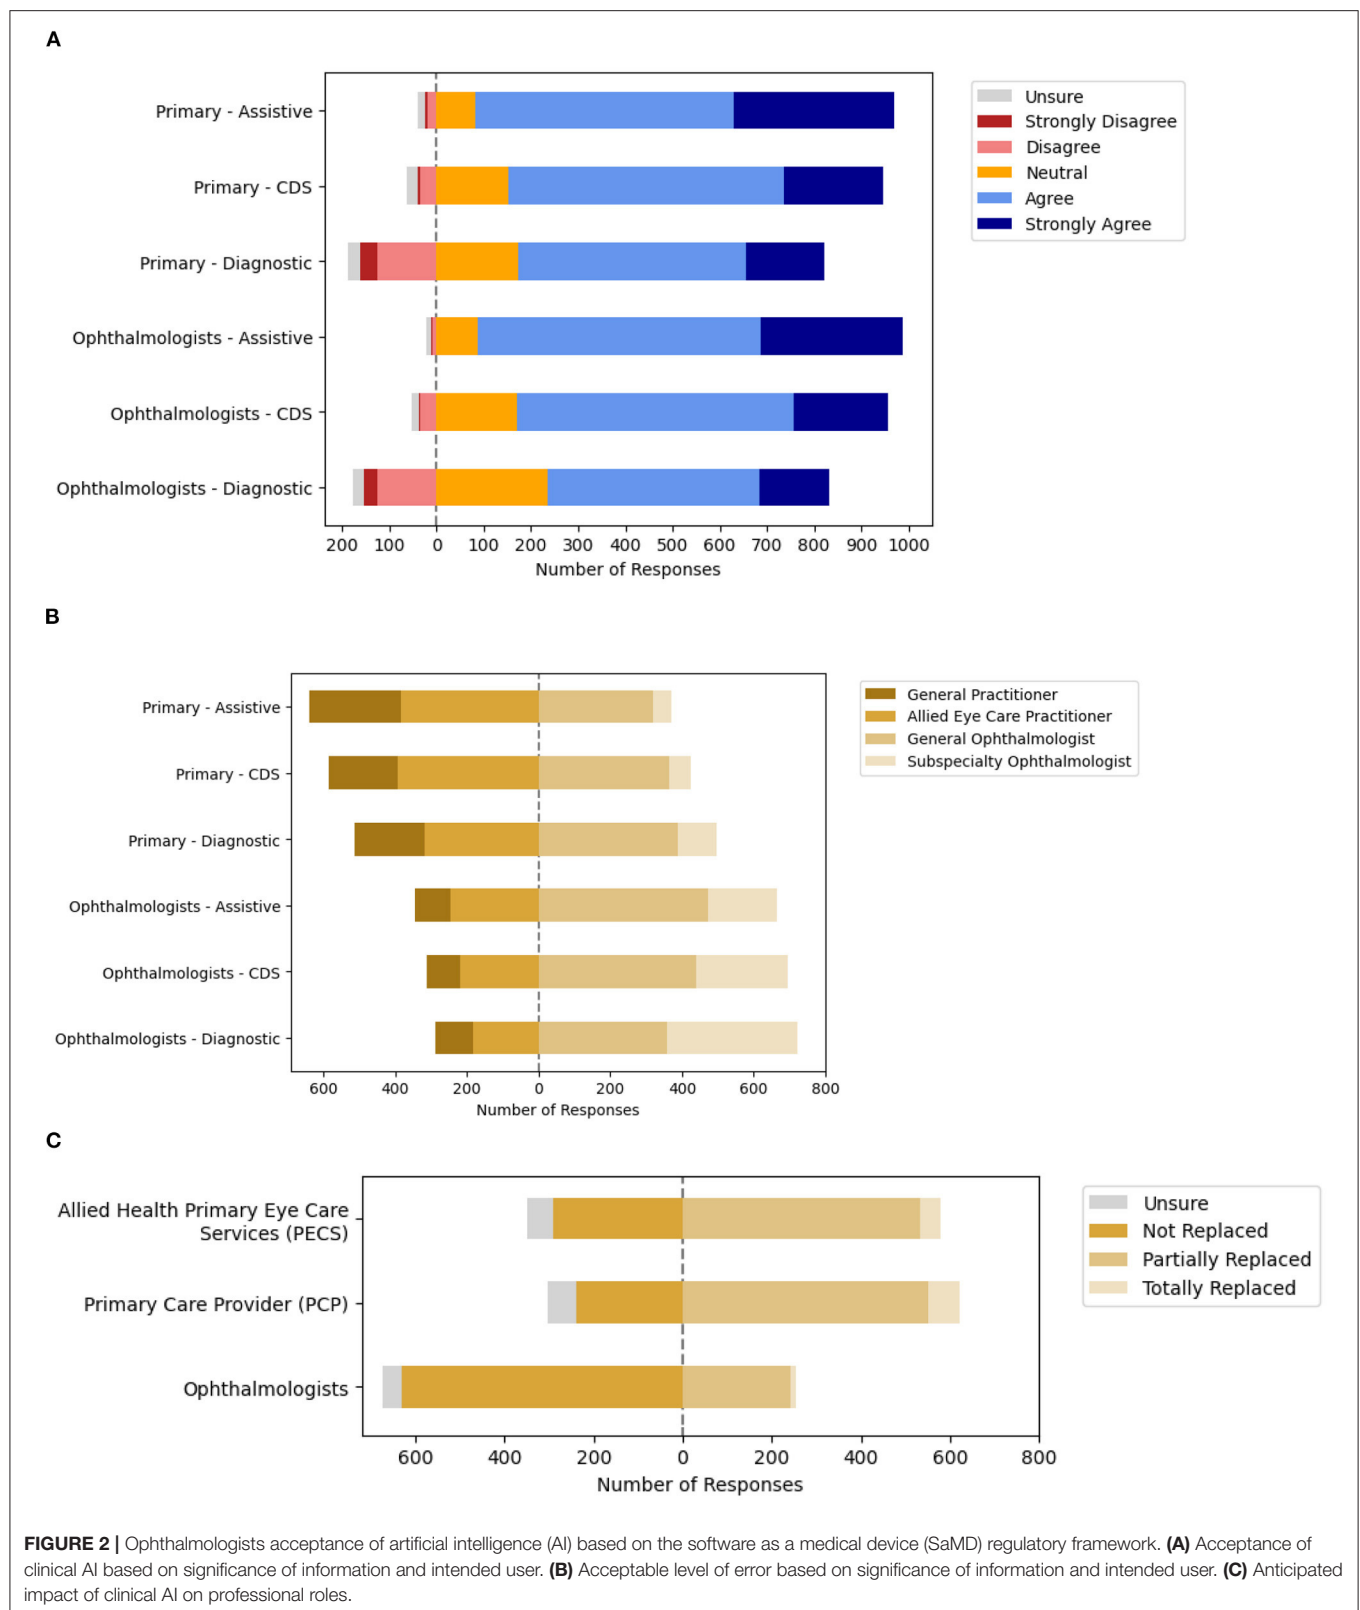 A
Primary - Assistive
Primary - CDS
Primary - Diagnostic
Ophthalmologists - Assistive
Ophthalmologists - CDS
Ophthalmologists - Diagnostic
200 100 0 100 200 300 400 500 600 700 800 900 1000
Number of Responses
Unsure
Strongly Disagree
Disagree
Neutral
Agree
Strongly Agree
B
Primary - Assistive
Primary - CDS
Primary - Diagnostic
Ophthalmologists - Assistive
Ophthalmologists - CDS
Ophthalmologists - Diagnostic
600 400 200 0 200 400 600 800
Number of Responses
General Practitioner
Allied Eye Care Practitioner
General Ophthalmologist
Subspecialty Ophthalmologist
C
Allied Health Primary Eye Care
Services (PECS)
Primary Care Provider (PCP)
Ophthalmologists
600 400 200 0 200 400 600 800
Number of Responses
Unsure
Not Replaced
Partially Replaced
Totally Replaced
FIGURE 2 | Ophthalmologists acceptance of artificial intelligence (AI) based on the software as a medical device (SaMD) regulatory framework. (A) Acceptance of
clinical AI based on significance of information and intended user. (B) Acceptable level of error based on significance of information and intended user. (C) Anticipated
impact of clinical AI on professional roles.